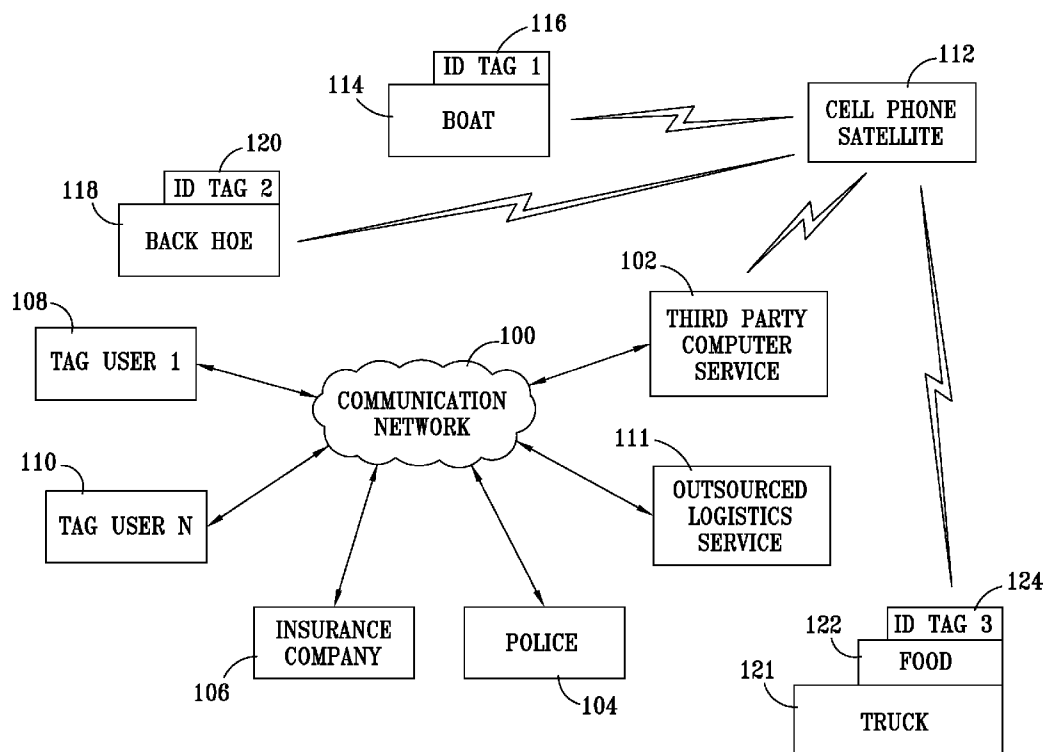 116
ID TAG 1
114
BOAT
112
CELL PHONE
SATELLITE
120
ID TAG 2
118
BACK HOE
102
THIRD PARTY
COMPUTER
SERVICE
108
TAG USER 1
100
COMMUNICATION
NETWORK
110
TAG USER N
111
OUTSOURCED
LOGISTICS
SERVICE
INSURANCE
COMPANY
106
POLICE
104
124
ID TAG 3
122
FOOD
121
TRUCK